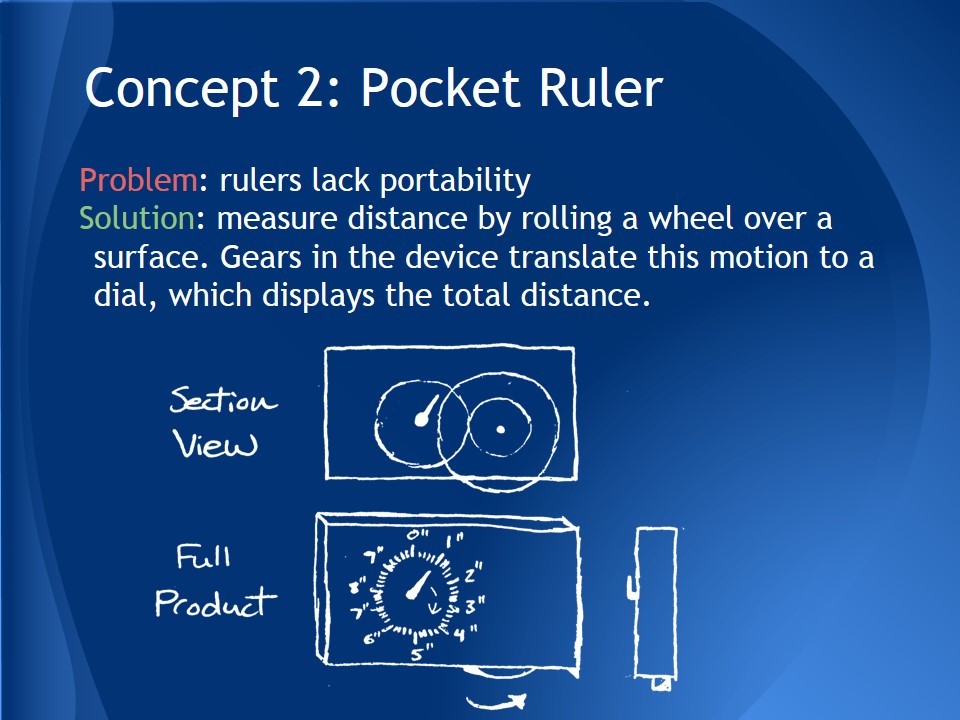 Concept 2: Pocket Ruler
Problem: rulers lack portability
Solution: measure distance by rolling a wheel over a
surface. Gears in the device translate this motion to a
dial, which displays the total distance.
Section
View
Full
Product
0"
1"
2"
3"
4"
5"
6"
7"
8"
9"